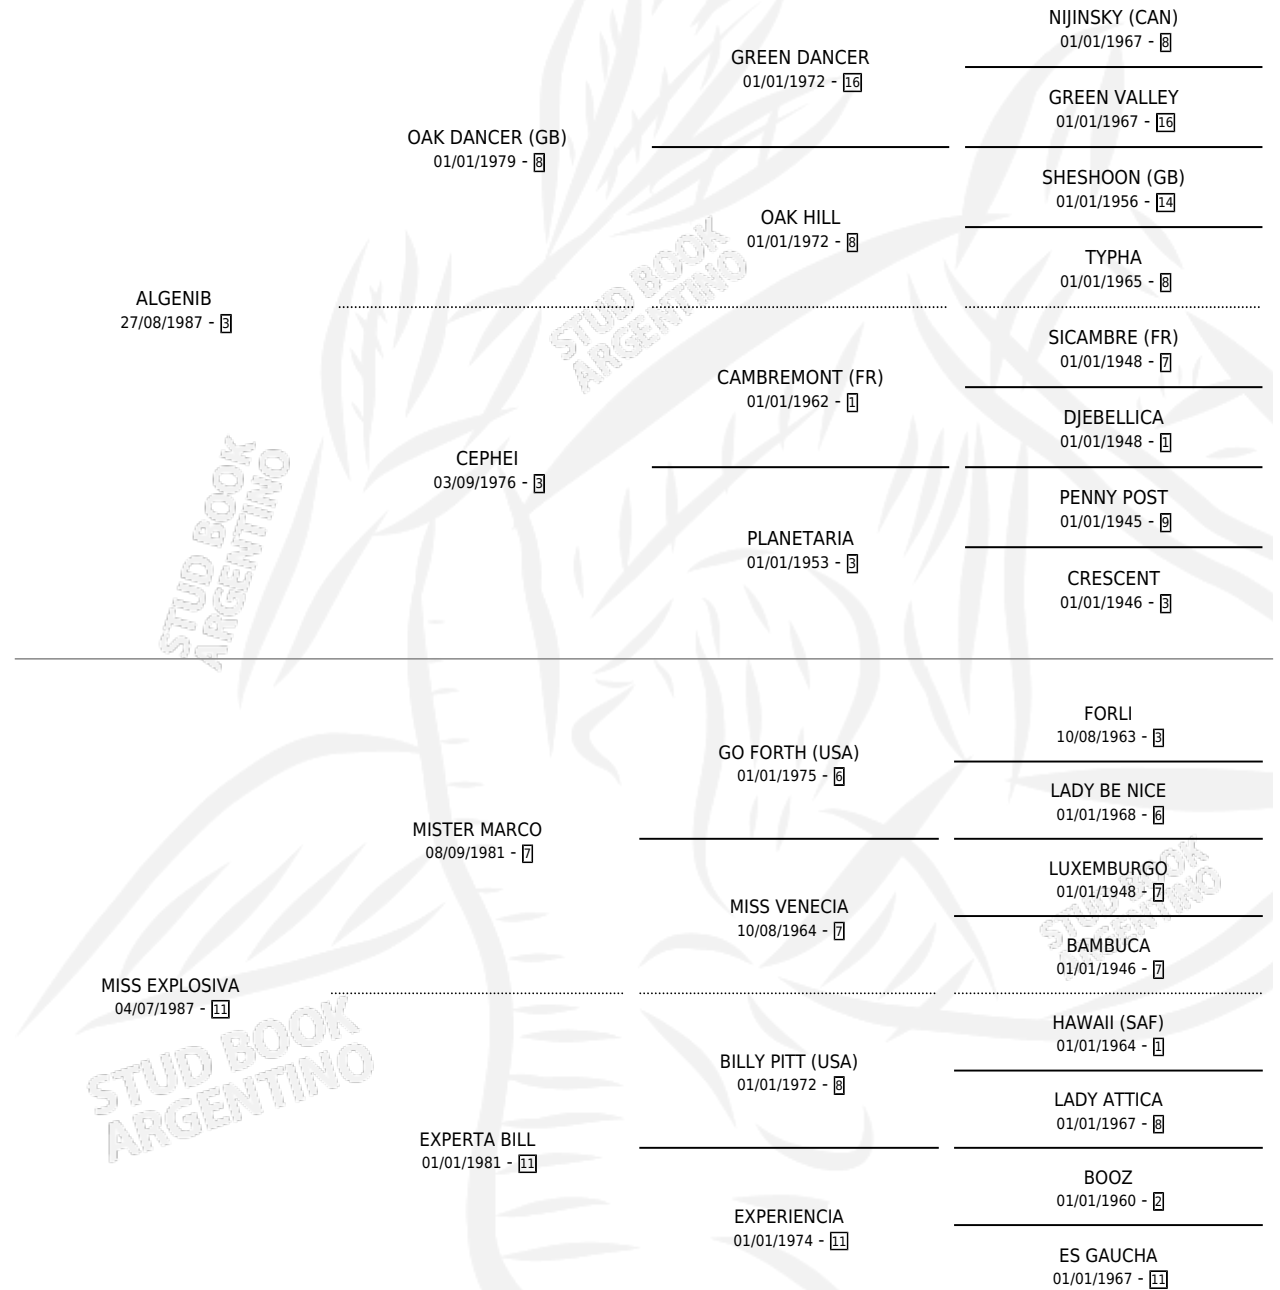 NIJINSKY (CAN)
01/01/1967 - 8
GREEN DANCER
01/01/1972 - 16
GREEN VALLEY
01/01/1967 - 16
OAK DANCER (GB)
01/01/1979 - 8
SHESHOON (GB)
01/01/1956 - 14
OAK HILL
01/01/1972 - 8
TYPHA
01/01/1965 - 8
STUD BOOK
ARGENTINO
ALGENIB
27/08/1987 - 3
SICAMBRE (FR)
01/01/1948 - 7
CAMBREMONT (FR)
01/01/1962 - 1
DJEBELLICA
01/01/1948 - 1
CEPHEI
03/09/1976 - 3
PENNY POST
01/01/1945 - 9
PLANETARIA
01/01/1953 - 3
CRESCENT
01/01/1946 - 3
STUD BOOK
ARGENTINO
FORLI
10/08/1963 - 3
GO FORTH (USA)
01/01/1975 - 6
LADY BE NICE
01/01/1968 - 6
MISTER MARCO
08/09/1981 - 7
LUXEMBURGO
01/01/1948 - 7
MISS VENECIA
10/08/1964 - 7
BAMBUCA
01/01/1946 - 7
STUD BOOK
ARGENTINO
MISS EXPLOSIVA
04/07/1987 - 11
HAWAII (SAF)
01/01/1964 - 1
BILLY PITT (USA)
01/01/1972 - 8
LADY ATTICA
01/01/1967 - 8
STUD BOOK
ARGENTINO
EXPERTA BILL
01/01/1981 - 11
BOOZ
01/01/1960 - 2
EXPERIENCIA
01/01/1974 - 11
ES GAUCHA
01/01/1967 - 11